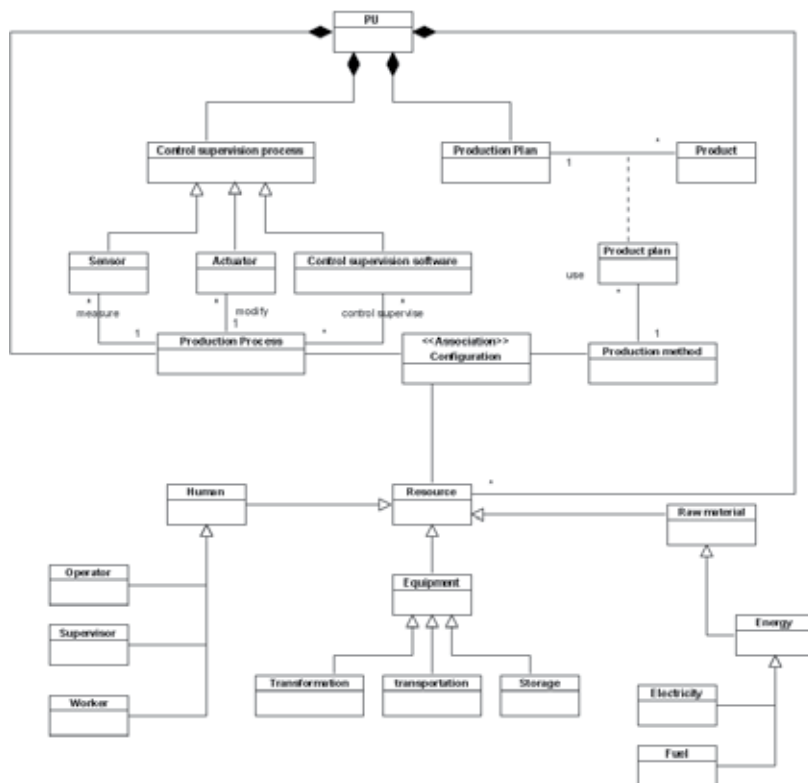 PU
Control supervision process
Production Plan
*
Product
1
Sensor
Actuator
Control supervision software
Product plan
use
*
measure
*
modify
*
control supervise
*
1
1
*
1
Production Process
<<Association>>
Configuration
Production method
*
Human
Resource
Raw material
Operator
Equipment
Supervisor
Energy
Transformation
transportation
Storage
Electricity
Worker
Fuel